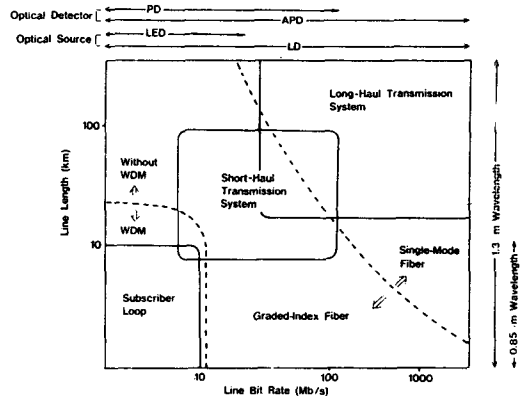 Optical Detector
PD
APD
Optical Source
LED
LD
Long-Haul Transmission
System
100
Line Length (km)
Without
WDM
WDM
Short-Haul
Transmission
System
10
Single-Mode
Fiber
1.3 m Wavelength
0.85 m Wavelength
Subscriber
Loop
Graded-Index Fiber
10
100
1000
Line Bit Rate (Mb/s)